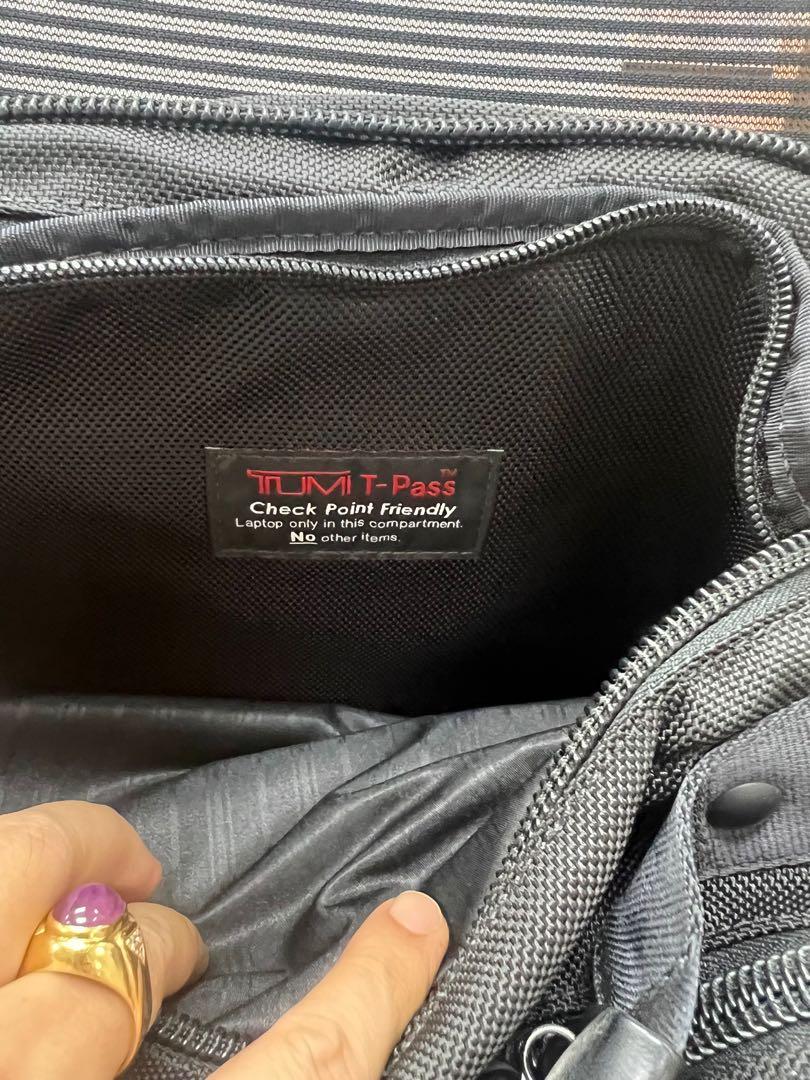 TUMI T-Pass™
Check Point Friendly
Laptop only in this compartment.
No other items.